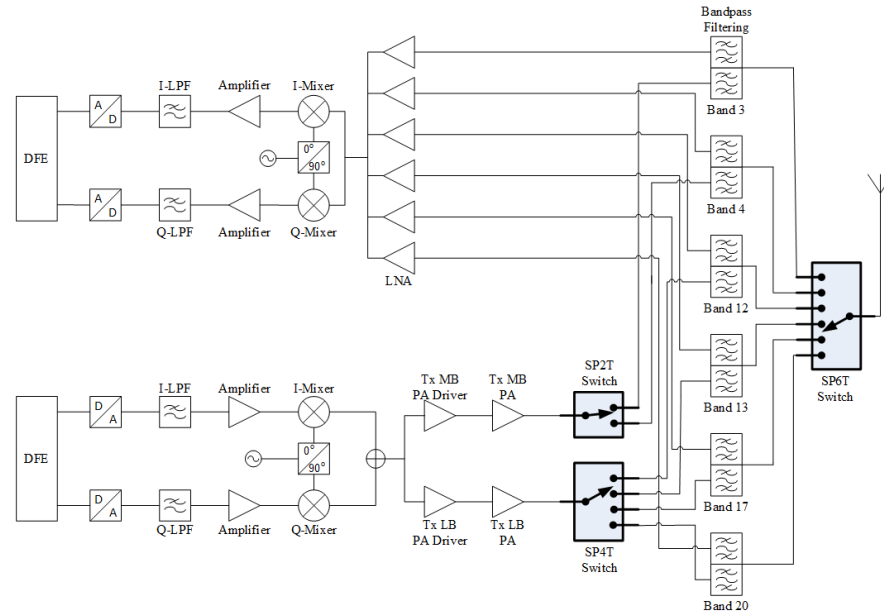 Bandpass
Filtering
I-LPF
Amplifier
I-Mixer
A
D
0°
90°
DFE
A
D
Q-LPF
Amplifier
Q-Mixer
LNA
Band 3
Band 4
Band 12
Band 13
Band 17
Band 20
SP6T
Switch
I-LPF
Amplifier
I-Mixer
D
A
0°
90°
DFE
D
A
Q-LPF
Amplifier
Q-Mixer
Tx MB
PA Driver
Tx MB
PA
SP2T
Switch
Tx LB
PA Driver
Tx LB
PA
SP4T
Switch